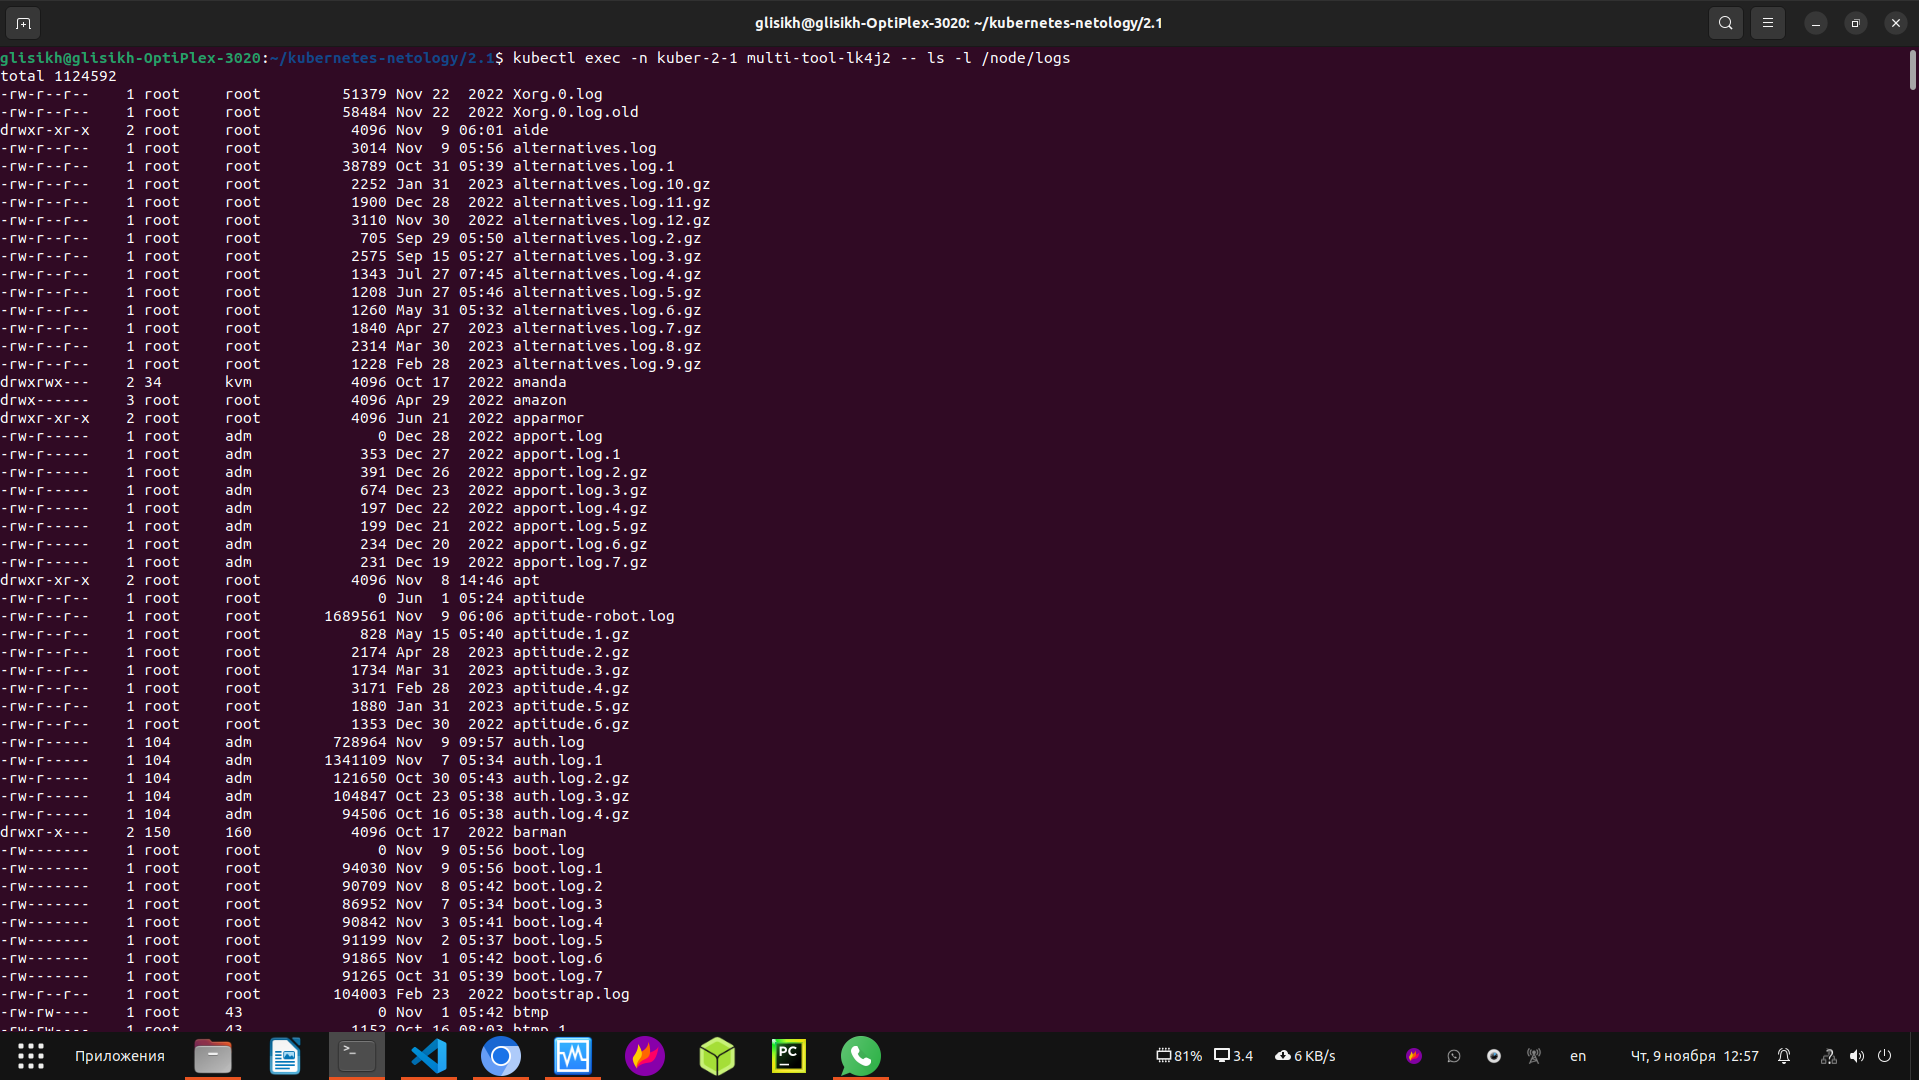 glisikh@glisikh-OptiPlex-3020: ~/kubernetes-netology/2.1
glisikh@glisikh-OptiPlex-3020:~/kubernetes-netology/2.1$ kubectl exec -n kuber-2-1 multi-tool-lk4j2 -- ls -l /node/logs
total 1124592
-rw-r--r--    1 root     root         51379 Nov 22  2022 Xorg.0.log
-rw-r--r--    1 root     root         58484 Nov 22  2022 Xorg.0.log.old
drwxr-xr-x    2 root     root          4096 Nov  9 06:01 aide
-rw-r--r--    1 root     root          3014 Nov  9 05:56 alternatives.log
-rw-r--r--    1 root     root         38789 Oct 31 05:39 alternatives.log.1
-rw-r--r--    1 root     root          2252 Jan 31  2023 alternatives.log.10.gz
-rw-r--r--    1 root     root          1900 Dec 28  2022 alternatives.log.11.gz
-rw-r--r--    1 root     root          3110 Nov 30  2022 alternatives.log.12.gz
-rw-r--r--    1 root     root           705 Sep 29 05:50 alternatives.log.2.gz
-rw-r--r--    1 root     root          2575 Sep 15 05:27 alternatives.log.3.gz
-rw-r--r--    1 root     root          1343 Jul 27 07:45 alternatives.log.4.gz
-rw-r--r--    1 root     root          1208 Jun 27 05:46 alternatives.log.5.gz
-rw-r--r--    1 root     root          1260 May 31 05:32 alternatives.log.6.gz
-rw-r--r--    1 root     root          1840 Apr 27  2023 alternatives.log.7.gz
-rw-r--r--    1 root     root          2314 Mar 30  2023 alternatives.log.8.gz
-rw-r--r--    1 root     root          1228 Feb 28  2023 alternatives.log.9.gz
drwxrwx---    2 34       kvm           4096 Oct 17  2022 amanda
drwx------    3 root     root          4096 Apr 29  2022 amazon
drwxr-xr-x    2 root     root          4096 Jun 21  2022 apparmor
-rw-r-----    1 root     adm              0 Dec 28  2022 apport.log
-rw-r-----    1 root     adm            353 Dec 27  2022 apport.log.1
-rw-r-----    1 root     adm            391 Dec 26  2022 apport.log.2.gz
-rw-r-----    1 root     adm            674 Dec 23  2022 apport.log.3.gz
-rw-r-----    1 root     adm            197 Dec 22  2022 apport.log.4.gz
-rw-r-----    1 root     adm            199 Dec 21  2022 apport.log.5.gz
-rw-r-----    1 root     adm            234 Dec 20  2022 apport.log.6.gz
-rw-r-----    1 root     adm            231 Dec 19  2022 apport.log.7.gz
drwxr-xr-x    2 root     root          4096 Nov  8 14:46 apt
-rw-r--r--    1 root     root             0 Jun  1 05:24 aptitude
-rw-r--r--    1 root     root       1689561 Nov  9 06:06 aptitude-robot.log
-rw-r--r--    1 root     root           828 May 15 05:40 aptitude.1.gz
-rw-r--r--    1 root     root          2174 Apr 28  2023 aptitude.2.gz
-rw-r--r--    1 root     root          1734 Mar 31  2023 aptitude.3.gz
-rw-r--r--    1 root     root          3171 Feb 28  2023 aptitude.4.gz
-rw-r--r--    1 root     root          1880 Jan 31  2023 aptitude.5.gz
-rw-r--r--    1 root     root          1353 Dec 30  2022 aptitude.6.gz
-rw-r-----    1 104      adm         728964 Nov  9 09:57 auth.log
-rw-r-----    1 104      adm        1341109 Nov  7 05:34 auth.log.1
-rw-r-----    1 104      adm         121650 Oct 30 05:43 auth.log.2.gz
-rw-r-----    1 104      adm         104847 Oct 23 05:38 auth.log.3.gz
-rw-r-----    1 104      adm          94506 Oct 16 05:38 auth.log.4.gz
drwxr-x---    2 150      160           4096 Oct 17  2022 barman
-rw-------    1 root     root             0 Nov  9 05:56 boot.log
-rw-------    1 root     root         94030 Nov  9 05:56 boot.log.1
-rw-------    1 root     root         90709 Nov  8 05:42 boot.log.2
-rw-------    1 root     root         86952 Nov  7 05:34 boot.log.3
-rw-------    1 root     root         90842 Nov  3 05:41 boot.log.4
-rw-------    1 root     root         91199 Nov  2 05:37 boot.log.5
-rw-------    1 root     root         91865 Nov  1 05:42 boot.log.6
-rw-------    1 root     root         91265 Oct 31 05:39 boot.log.7
-rw-r--r--    1 root     root        104003 Feb 23  2022 bootstrap.log
-rw-rw----    1 root     43               0 Nov  1 05:42 btmp
-rw-rw----    1 root     43            1152 Oct 16 08:03 btmp.1
Приложения
>_
PC
81%
3.4
6 KB/s
en
Чт, 9 ноября 12:57